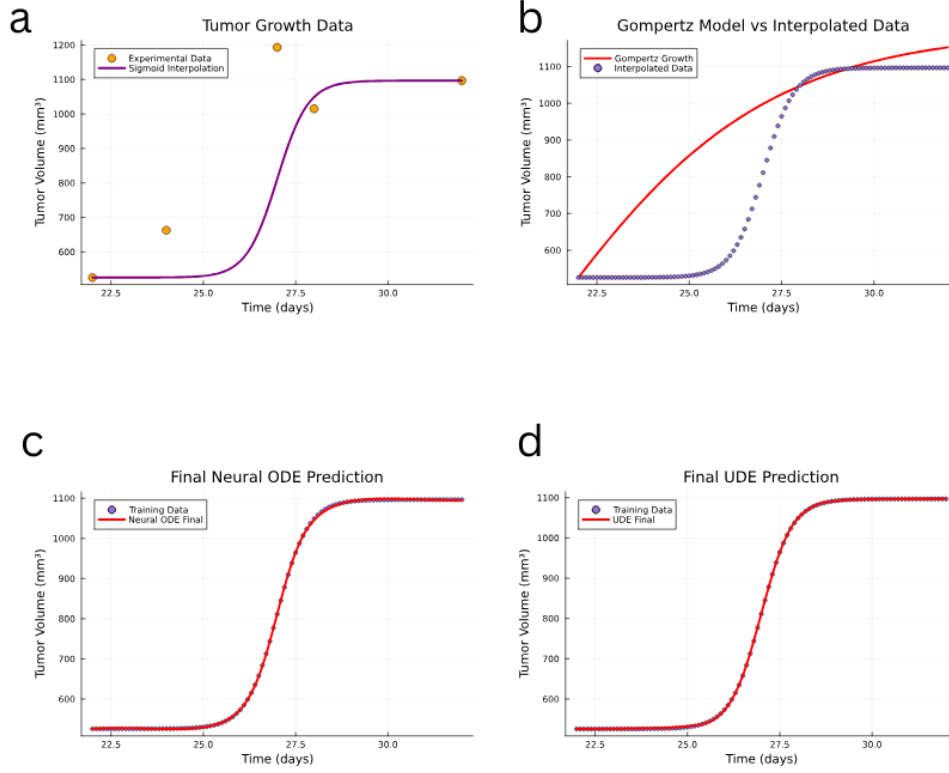 a
Tumor Growth Data
Experimental Data
Sigmoid Interpolation
Tumor Volume (mm³)
1200
1100
1000
900
800
700
600
22.5
25.0
27.5
30.0
Time (days)
b
Gompertz Model vs Interpolated Data
Gompertz Growth
Interpolated Data
Tumor Volume (mm³)
1100
1000
900
800
700
600
22.5
25.0
27.5
30.0
Time (days)
c
Final Neural ODE Prediction
Training Data
Neural ODE Final
Tumor Volume (mm³)
1100
1000
900
800
700
600
22.5
25.0
27.5
30.0
Time (days)
d
Final UDE Prediction
Training Data
UDE Final
Tumor Volume (mm³)
1100
1000
900
800
700
600
22.5
25.0
27.5
30.0
Time (days)